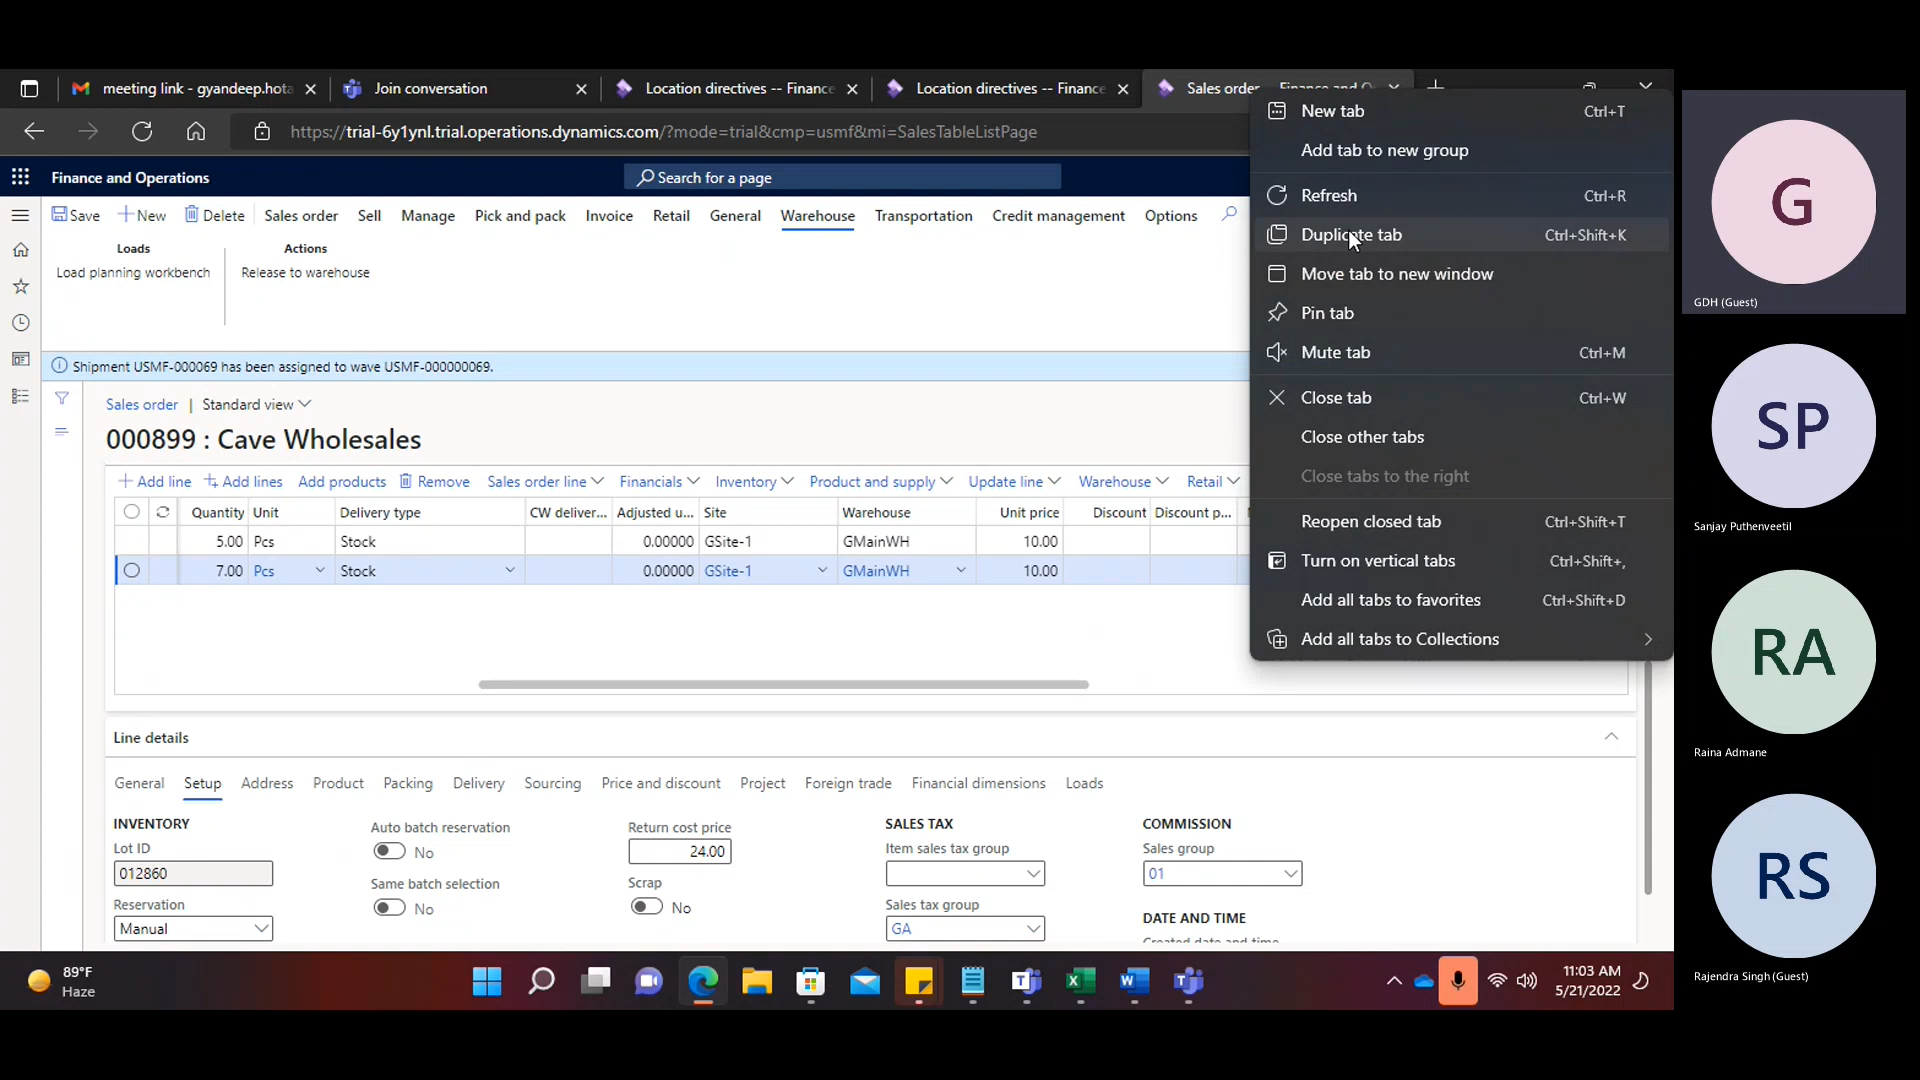 meeting link - gyandeep.hota
Join conversation
Location directives -- Finance
Location directives -- Finance
Sales order -- Finance and O
https://trial-6y1ynl.trial.operations.dynamics.com/?mode=trial&cmp=usmf&mi=SalesTableListPage
Finance and Operations
Search for a page
Save
New
Delete
Sales order
Sell
Manage
Pick and pack
Invoice
Retail
General
Warehouse
Transportation
Credit management
Options
Loads
Load planning workbench
Actions
Release to warehouse
Shipment USMF-000069 has been assigned to wave USMF-000000069.
Sales order | Standard view
000899 : Cave Wholesales
Add line
Add lines
Add products
Remove
Sales order line
Financials
Inventory
Product and supply
Update line
Warehouse
Retail
Quantity Unit Delivery type CW deliver... Adjusted u... Site Warehouse Unit price Discount Discount p...
5.00 Pcs Stock 0.00000 GSite-1 GMainWH 10.00
7.00 Pcs Stock 0.00000 GSite-1 GMainWH 10.00
Line details
General
Setup
Address
Product
Packing
Delivery
Sourcing
Price and discount
Project
Foreign trade
Financial dimensions
Loads
INVENTORY
Lot ID
012860
Reservation
Manual
Auto batch reservation
No
Same batch selection
No
Return cost price
24.00
Scrap
No
SALES TAX
Item sales tax group
Sales tax group
GA
COMMISSION
Sales group
01
DATE AND TIME
Created date and time
New tab Ctrl+T
Add tab to new group
Refresh Ctrl+R
Duplicate tab Ctrl+Shift+K
Move tab to new window
Pin tab
Mute tab Ctrl+M
Close tab Ctrl+W
Close other tabs
Close tabs to the right
Reopen closed tab Ctrl+Shift+T
Turn on vertical tabs Ctrl+Shift+,
Add all tabs to favorites Ctrl+Shift+D
Add all tabs to Collections
89°F
Haze
11:03 AM
5/21/2022
G
GDH (Guest)
SP
Sanjay Puthenveetil
RA
Raina Admane
RS
Rajendra Singh (Guest)